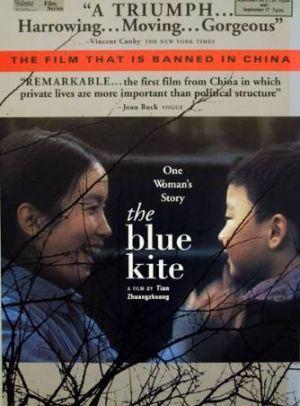 Film
Series
"A TRIUMPH...
Harrowing...Moving...Gorgeous"
—Vincent Canby THE NEW YORK TIMES
THE FILM THAT IS BANNED IN CHINA
"REMARKABLE...the first film from China in which
private lives are more important than political structure"
—Joan Buck VOGUE
One
Woman's
Story
the
blue
kite
A FILM BY Tian
Zhuangzhuang